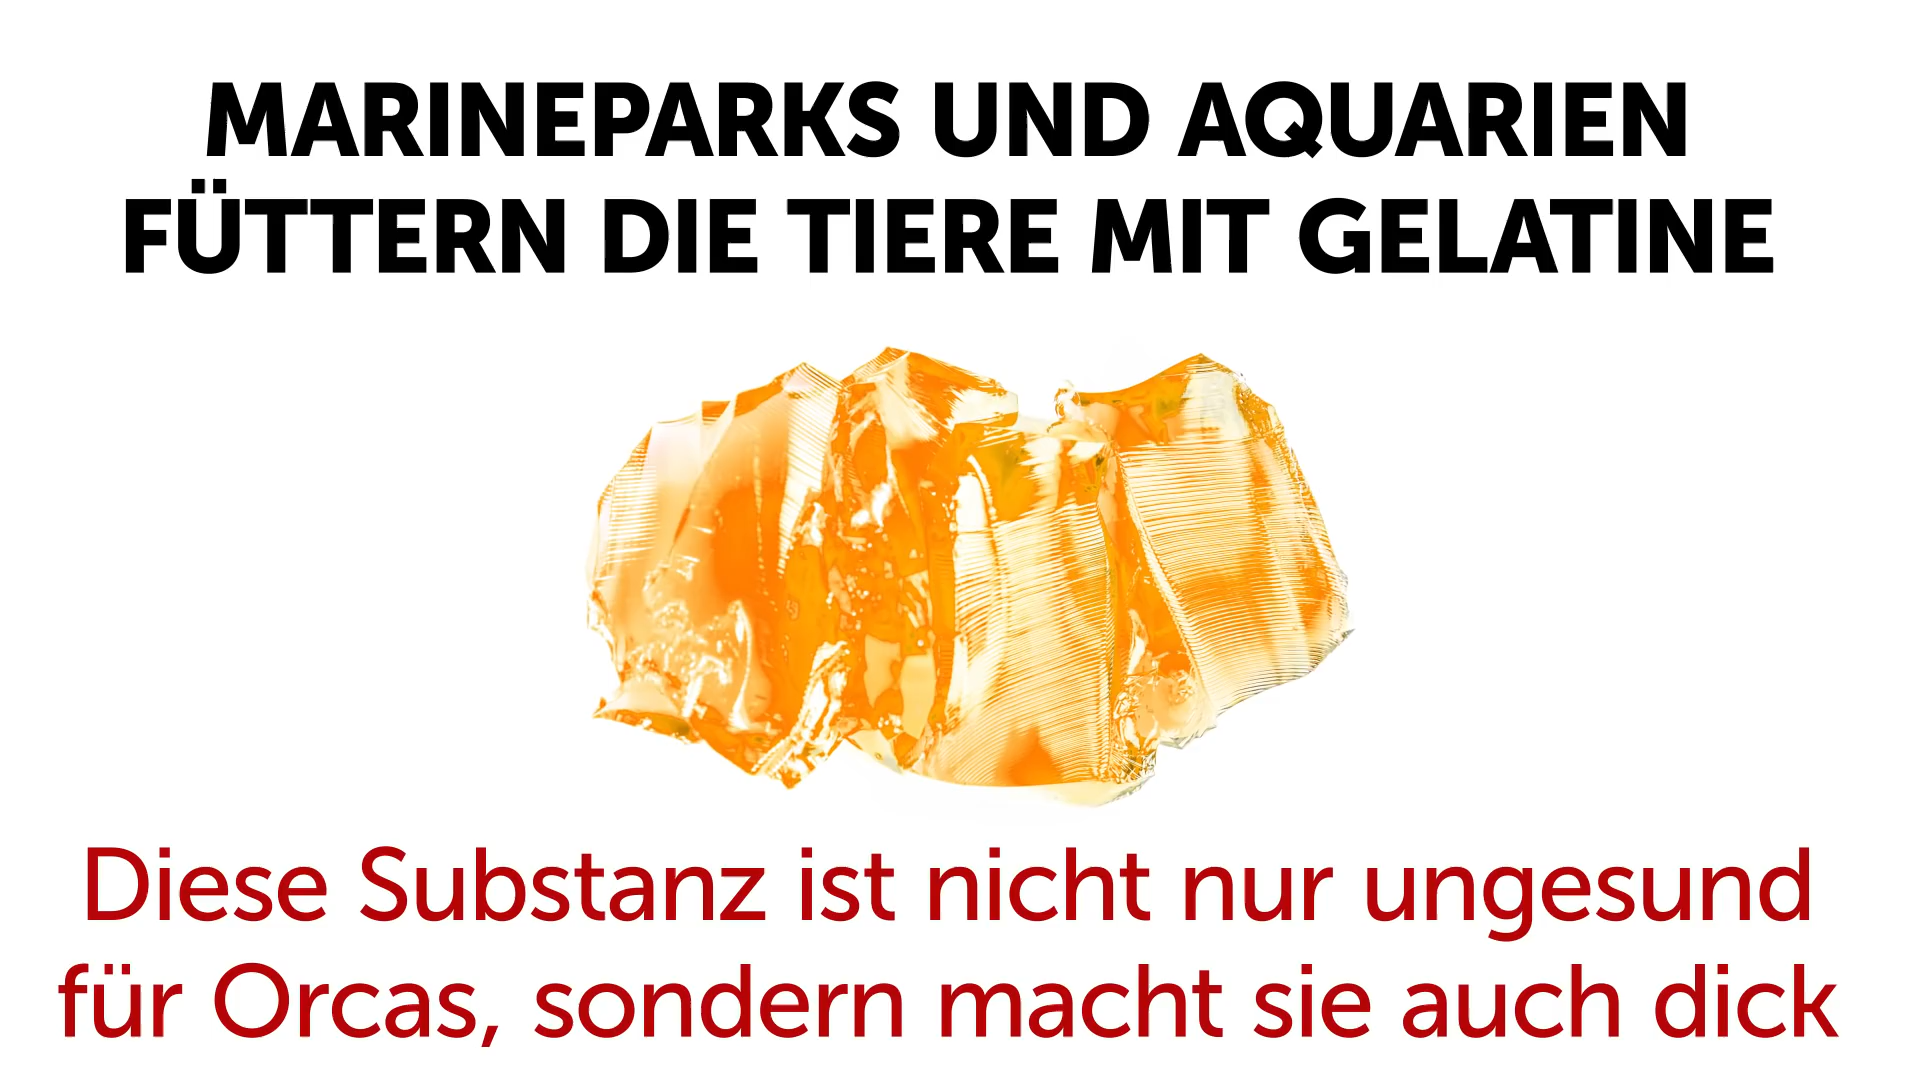 MARINEPARKS UND AQUARIEN
FÜTTERN DIE TIERE MIT GELATINE
Diese Substanz ist nicht nur ungesund
für Orcas, sondern macht sie auch dick